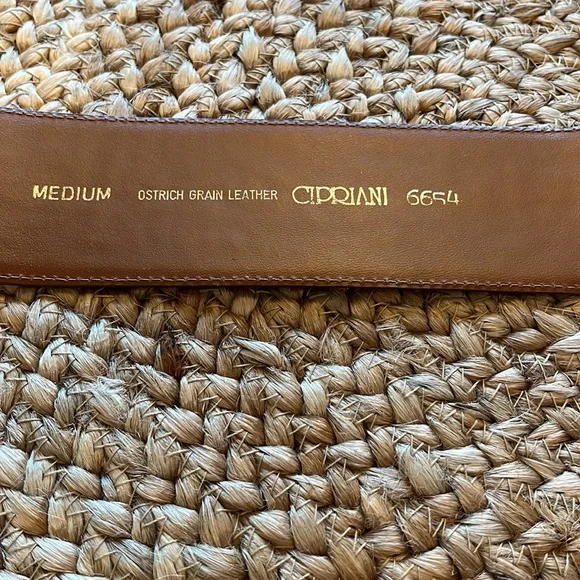 MEDIUM OSTRICH GRAIN LEATHER CIPRIANI 6654